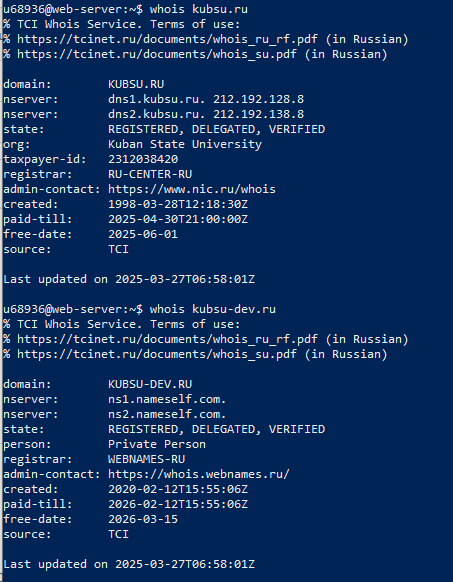 u68936@web-server:~$ whois kubsu.ru
% TCI Whois Service. Terms of use:
% https://tcinet.ru/documents/whois_ru_rf.pdf (in Russian)
% https://tcinet.ru/documents/whois_su.pdf (in Russian)

domain: KUBSU.RU
nserver: dns1.kubsu.ru. 212.192.128.8
nserver: dns2.kubsu.ru. 212.192.138.8
state: REGISTERED, DELEGATED, VERIFIED
org: Kuban State University
taxpayer-id: 2312038420
registrar: RU-CENTER-RU
admin-contact: https://www.nic.ru/whois
created: 1998-03-28T12:18:30Z
paid-till: 2025-04-30T21:00:00Z
free-date: 2025-06-01
source: TCI

Last updated on 2025-03-27T06:58:01Z

u68936@web-server:~$ whois kubsu-dev.ru
% TCI Whois Service. Terms of use:
% https://tcinet.ru/documents/whois_ru_rf.pdf (in Russian)
% https://tcinet.ru/documents/whois_su.pdf (in Russian)

domain: KUBSU-DEV.RU
nserver: ns1.nameself.com.
nserver: ns2.nameself.com.
state: REGISTERED, DELEGATED, VERIFIED
person: Private Person
registrar: WEBNAMES-RU
admin-contact: https://whois.webnames.ru/
created: 2020-02-12T15:55:06Z
paid-till: 2026-02-12T15:55:06Z
free-date: 2026-03-15
source: TCI

Last updated on 2025-03-27T06:58:01Z